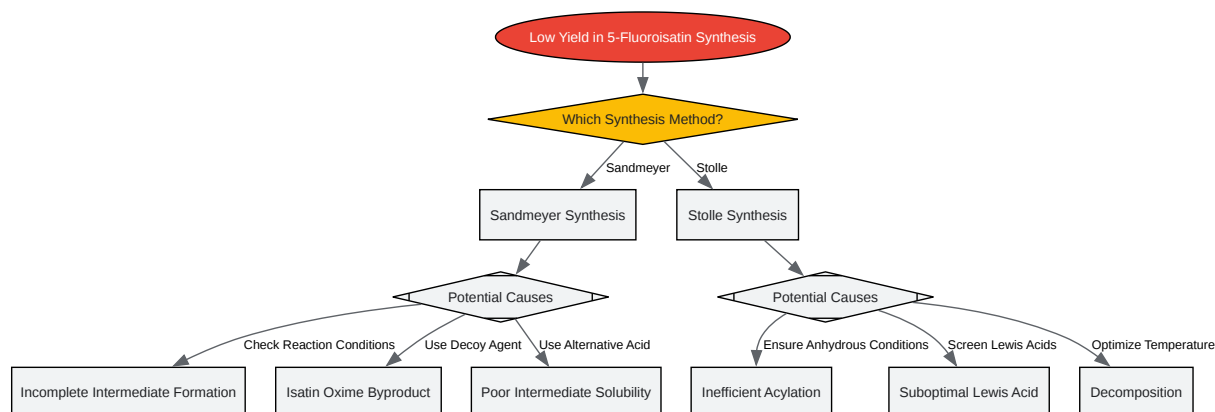 Low Yield in 5-Fluoroisatin Synthesis
Which Synthesis Method?
Sandmeyer
Stolle
Sandmeyer Synthesis
Stolle Synthesis
Potential Causes
Potential Causes
Check Reaction Conditions
Use Decoy Agent
Use Alternative Acid
Ensure Anhydrous Conditions
Screen Lewis Acids
Optimize Temperature
Incomplete Intermediate Formation
Isatin Oxime Byproduct
Poor Intermediate Solubility
Inefficient Acylation
Suboptimal Lewis Acid
Decomposition